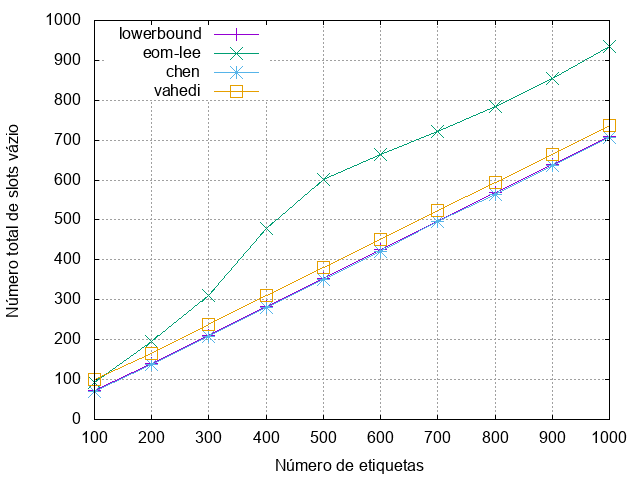 1000
900
800
700
600
500
400
300
200
100
0
lowerbound
eom-lee
chen
vahedi
Número total de slots vázio
100 200 300 400 500 600 700 800 900 1000
Número de etiquetas